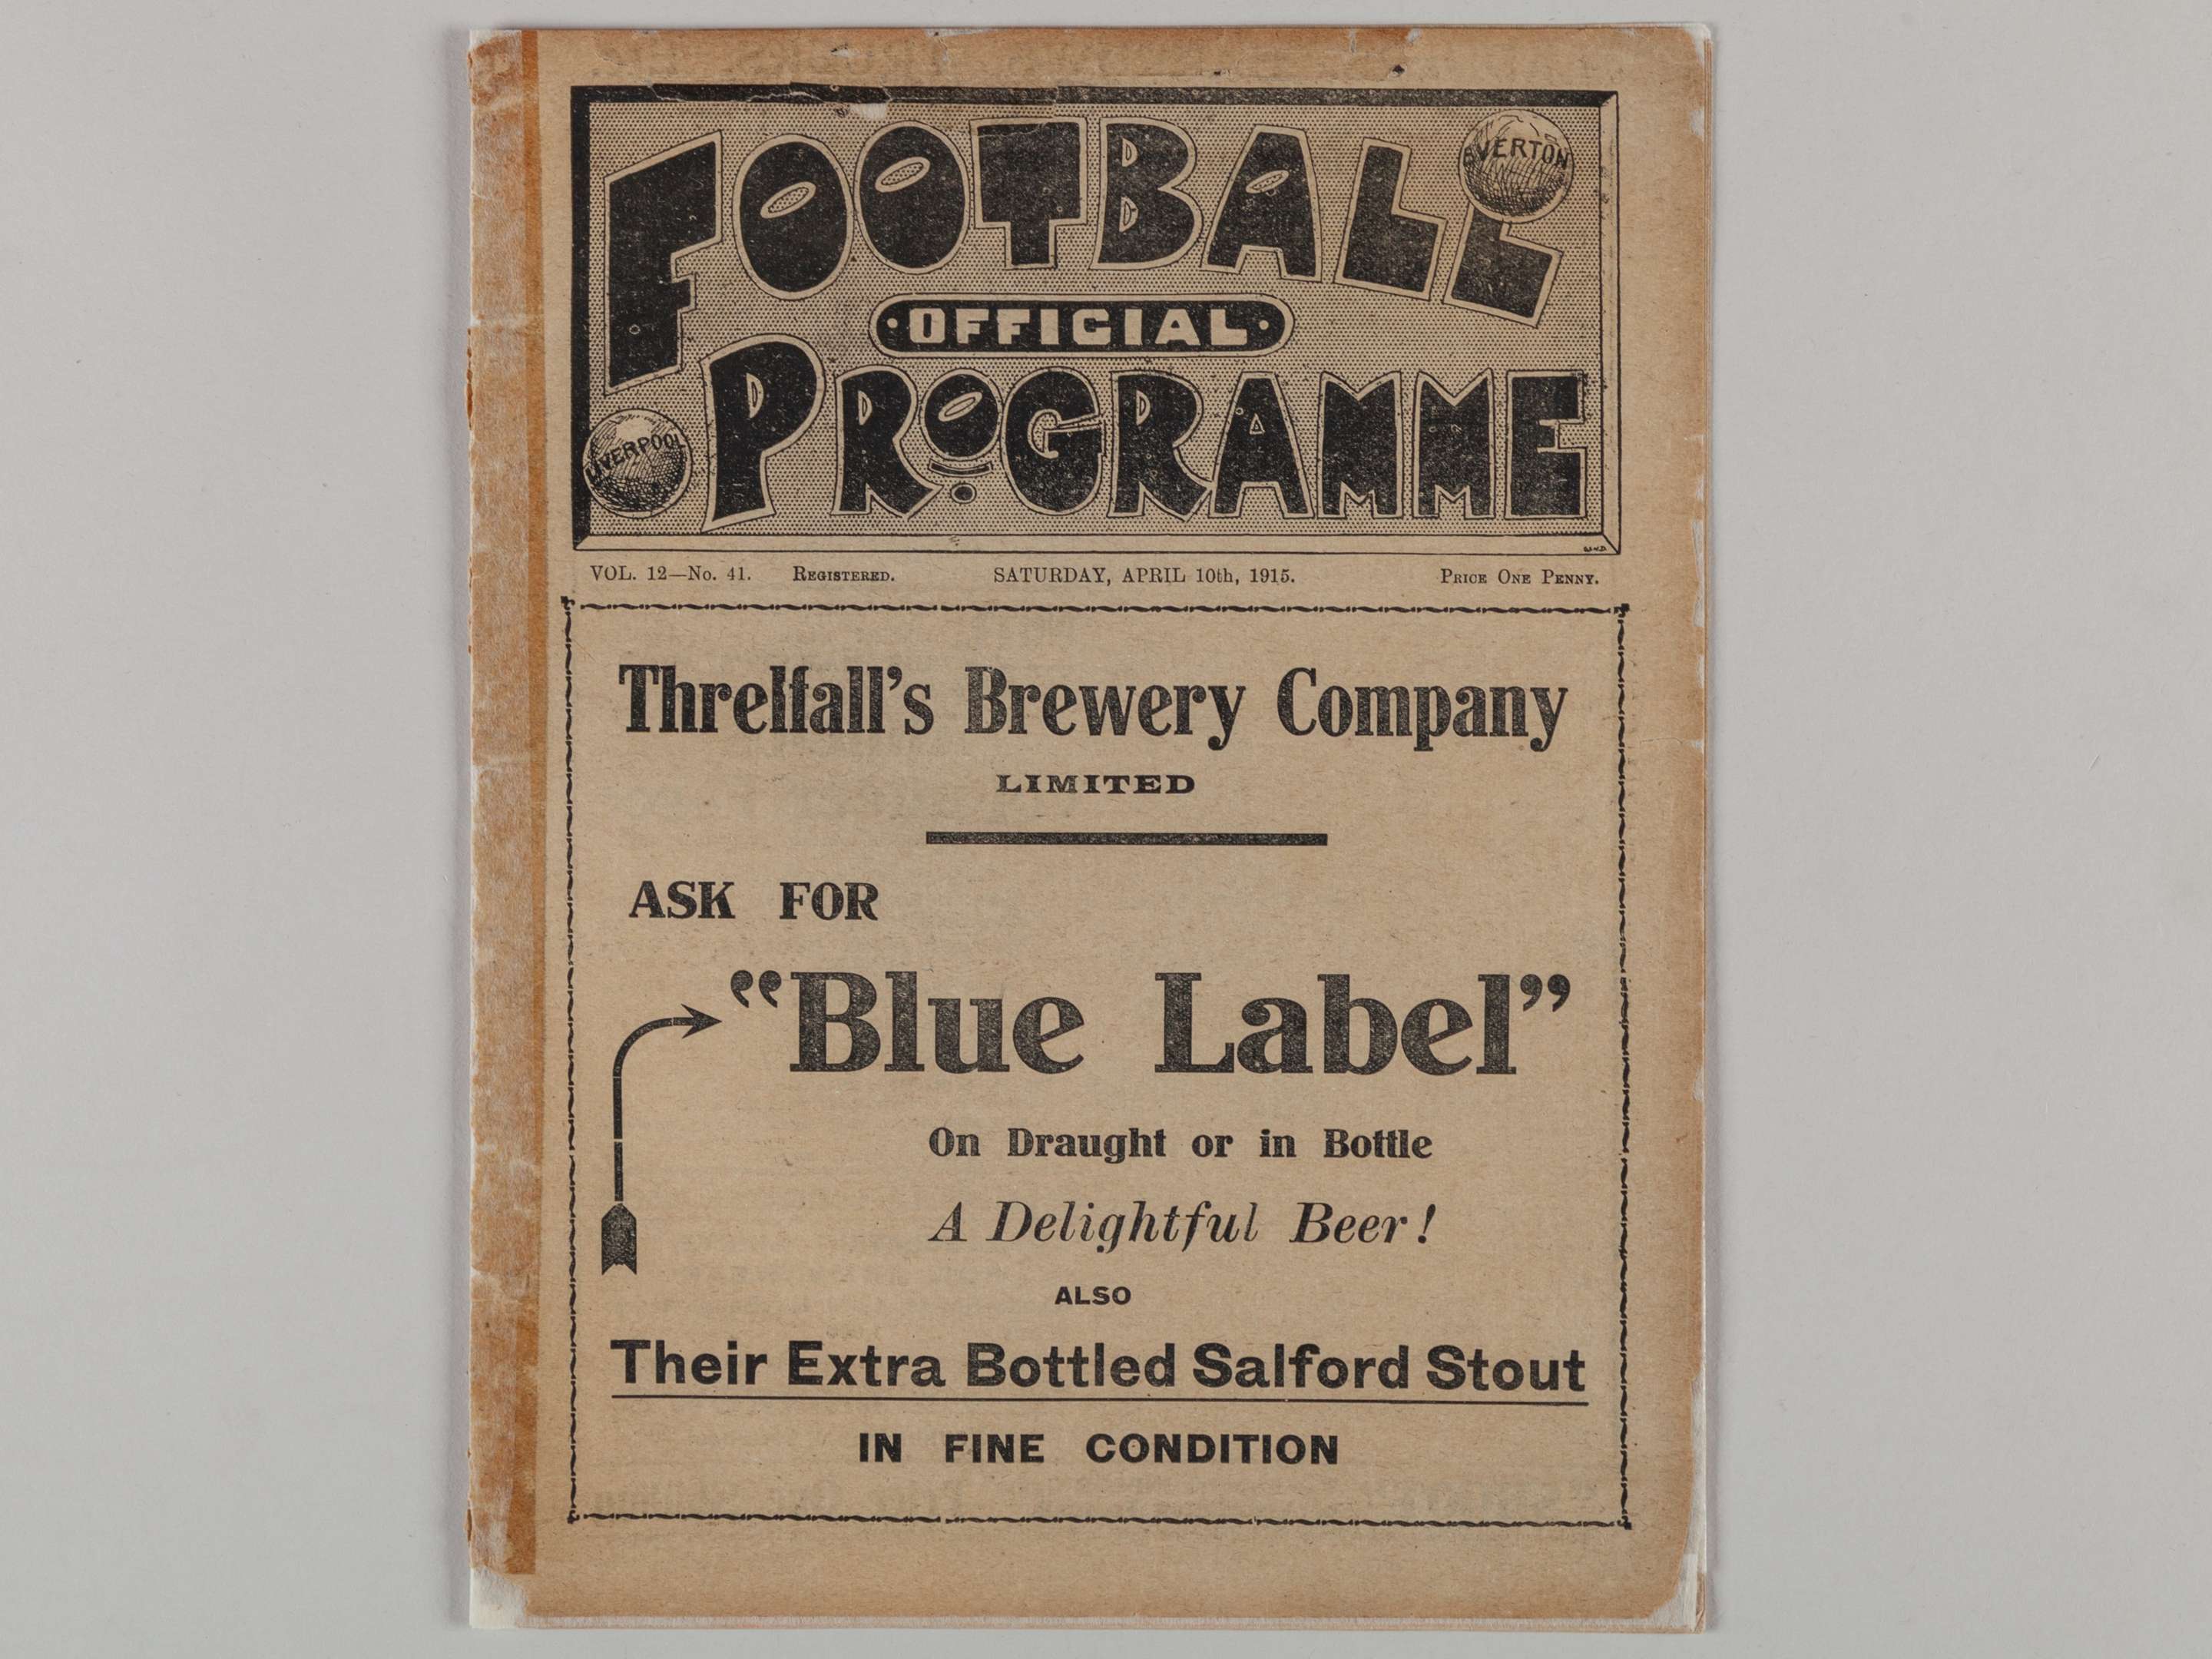 FOOTBALL
EVERTON
OFFICIAL
PROGRAMME
LIVERPOOL
VOL. 12—No. 41. REGISTERED. SATURDAY, APRIL 10th, 1915. PRICE ONE PENNY.
Threlfall's Brewery Company
LIMITED
ASK FOR
"Blue Label"
On Draught or in Bottle
A Delightful Beer!
ALSO
Their Extra Bottled Salford Stout
IN FINE CONDITION